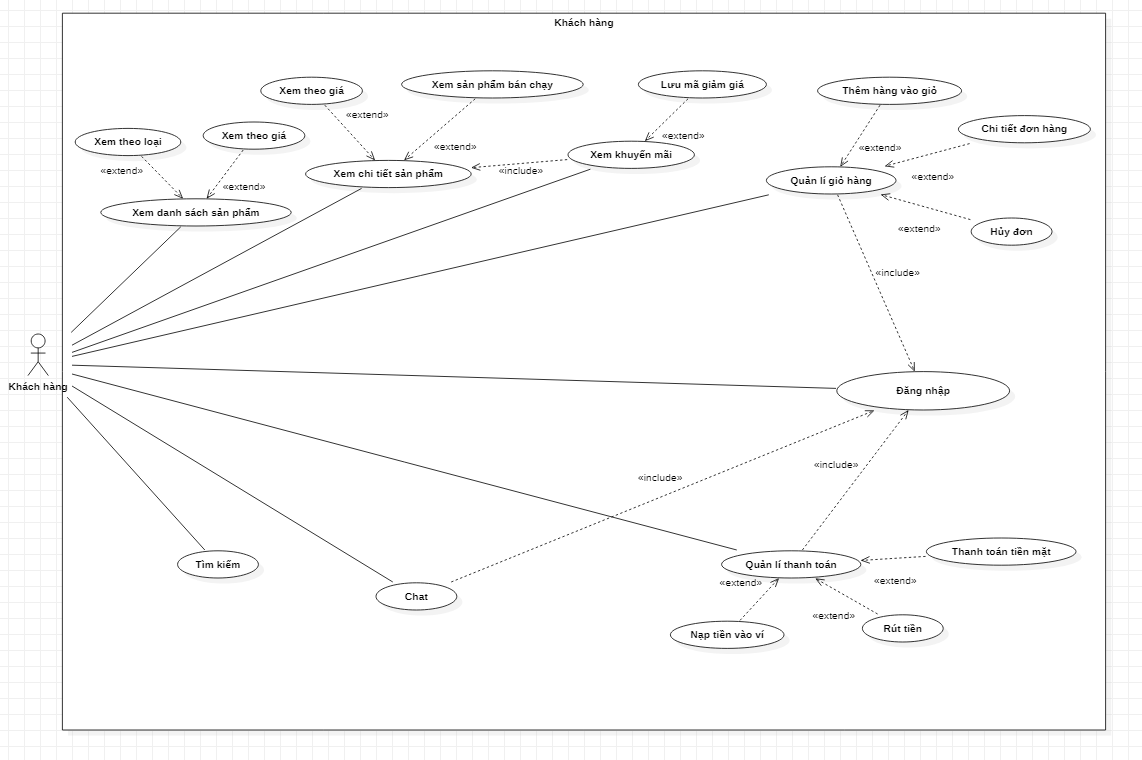 Khách hàng
Xem theo giá
Xem sản phẩm bán chạy
Lưu mã giảm giá
Thêm hàng vào giỏ
«extend»
Chi tiết đơn hàng
Xem theo loại
Xem theo giá
«extend»
«extend»
«extend»
Xem khuyến mãi
«extend»
«include»
Xem chi tiết sản phẩm
«extend»
Quản lí giỏ hàng
«extend»
«extend»
Xem danh sách sản phẩm
«extend»
Hủy đơn
«include»
Khách hàng
Đăng nhập
«include»
«include»
Thanh toán tiền mặt
Tìm kiếm
Quản lí thanh toán
«extend»
«extend»
Chat
«extend»
Nạp tiền vào ví
Rút tiền